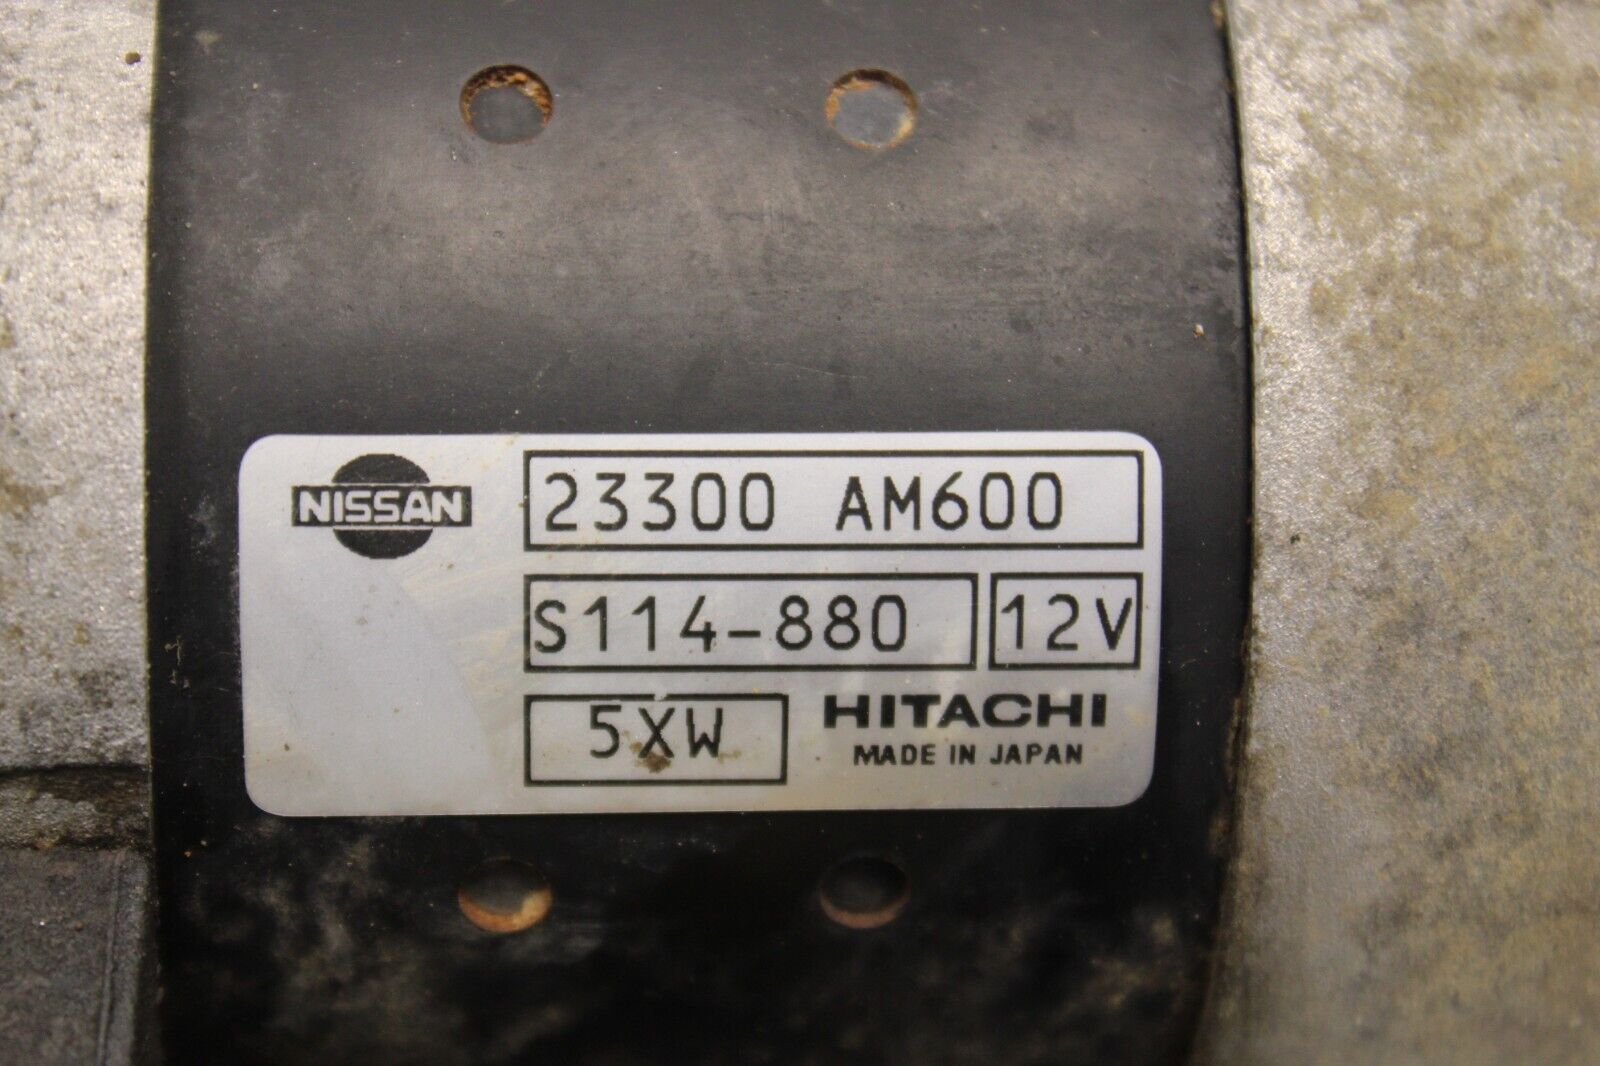 NISSAN
23300 AM600
S114-880 12V
5XW HITACHI
MADE IN JAPAN